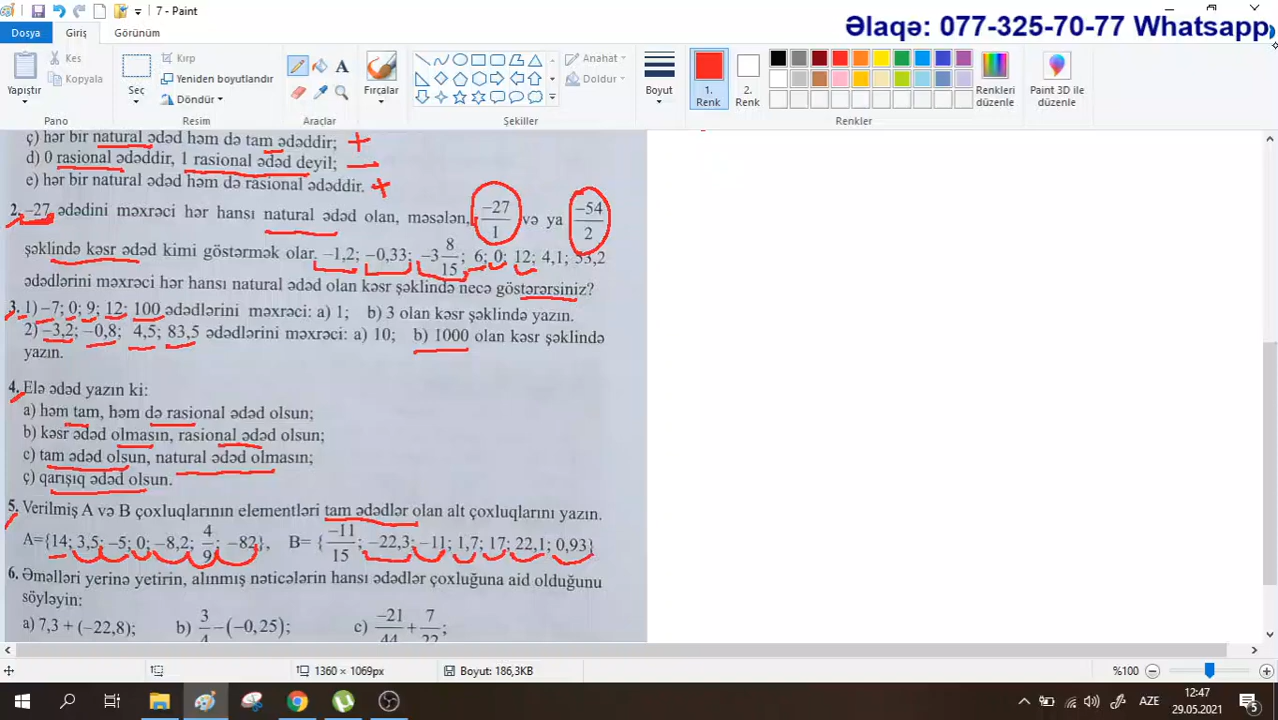 7 - Paint
Əlaqə: 077-325-70-77 Whatsapp
Dosya Giriş Görünüm
Yapıştır
Kes
Kopyala
Pano
Seç
Kırp
Yeniden boyutlandır
Döndür
Resim
A
Fırçalar
Araçlar
Anahat
Doldur
Şekiller
Boyut
1. Renk
2. Renk
Renkleri düzenle
Paint 3D ile düzenle
Renkler
ç) hər bir natural ədəd həm də tam ədəddir; +
d) 0 rasional ədəddir, 1 rasional ədəd deyil; —
e) hər bir natural ədəd həm də rasional ədəddir. +
2. –27 ədədini məxrəci hər hansı natural ədəd olan, məsələn, –27/1 və ya –54/2
şəklində kəsr ədəd kimi göstərmək olar. –1,2; –0,33; –3 8/15; 6; 0; 12; 4,1; 53,2
ədədlərini məxrəci hər hansı natural ədəd olan kəsr şəklində necə göstərərsiniz?
3. 1) –7; 0; 9; 12; 100 ədədlərini məxrəci: a) 1; b) 3 olan kəsr şəklində yazın.
2) –3,2; –0,8; 4,5; 83,5 ədədlərini məxrəci: a) 10; b) 1000 olan kəsr şəklində
yazın.
4. Elə ədəd yazın ki:
a) həm tam, həm də rasional ədəd olsun;
b) kəsr ədəd olmasın, rasional ədəd olsun;
c) tam ədəd olsun, natural ədəd olmasın;
ç) qarışıq ədəd olsun.
5. Verilmiş A və B çoxluqlarının elementləri tam ədədlər olan alt çoxluqlarını yazın.
A={14; 3,5; –5; 0; –8,2; 4/9; –82}, B= { –11/15; –22,3; –11; 1,7; 17; 22,1; 0,93}
6. Əməlləri yerinə yetirin, alınmış nəticələrin hansı ədədlər çoxluğuna aid olduğunu
söyləyin:
a) 7,3 + (–22,8); b) 3/4 – (–0,25); c) –21/44 + 7/22;
1360 × 1069px
Boyut: 186,3KB
%100
AZE
12:47
29.05.2021
5